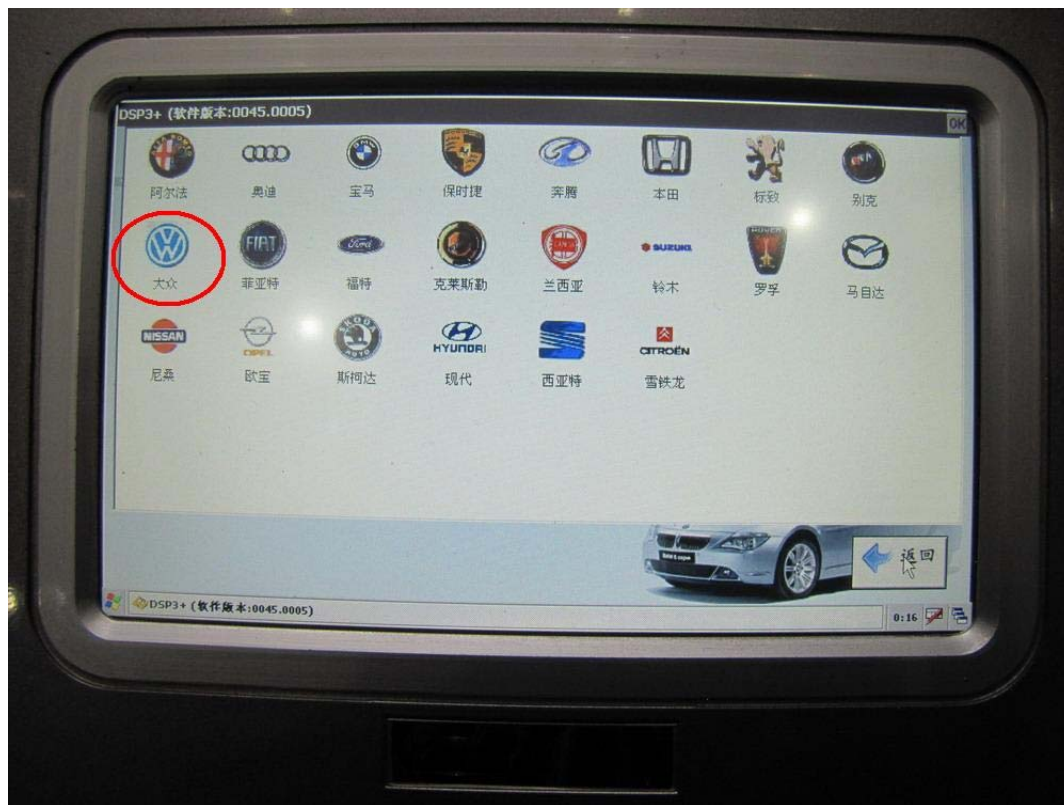 DSP3+ (软件版本:0045.0005)
OK
阿尔法 奥迪 宝马 保时捷 奔腾 本田 标致 别克
FIAT Ford SUZUKI ROVER
大众 菲亚特 福特 克莱斯勒 兰西亚 铃木 罗孚 马自达
NISSAN OPEL SKODA AUTO HYUNDAI CITROËN
尼桑 欧宝 斯柯达 现代 西亚特 雪铁龙
返回
DSP3+ (软件版本:0045.0005)
0:16